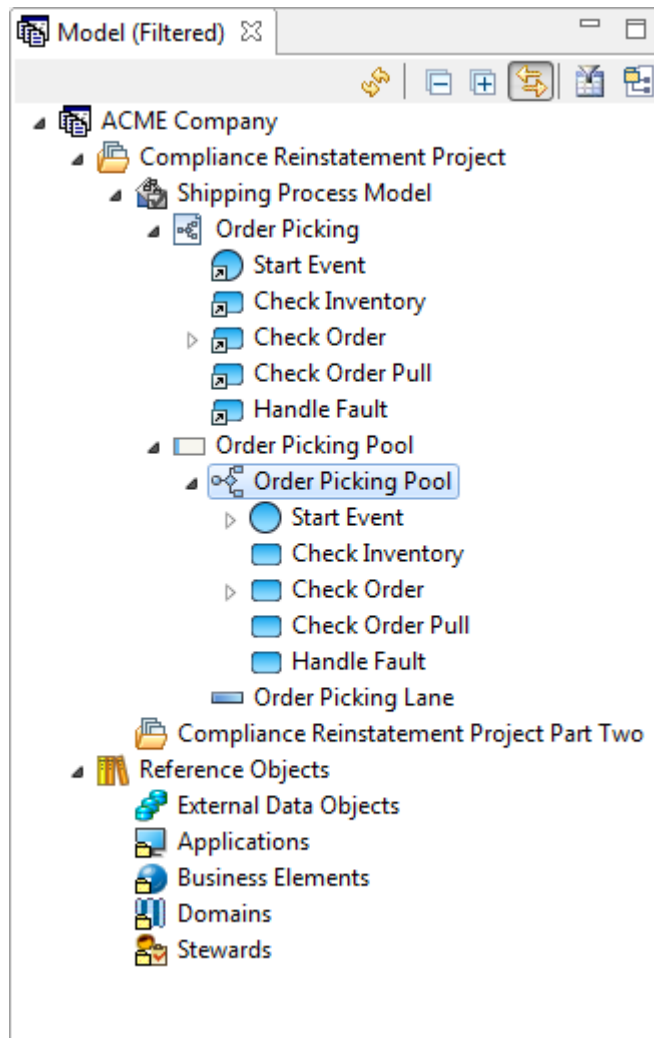 Model (Filtered)
ACME Company
Compliance Reinstatement Project
Shipping Process Model
Order Picking
Start Event
Check Inventory
Check Order
Check Order Pull
Handle Fault
Order Picking Pool
Order Picking Pool
Start Event
Check Inventory
Check Order
Check Order Pull
Handle Fault
Order Picking Lane
Compliance Reinstatement Project Part Two
Reference Objects
External Data Objects
Applications
Business Elements
Domains
Stewards